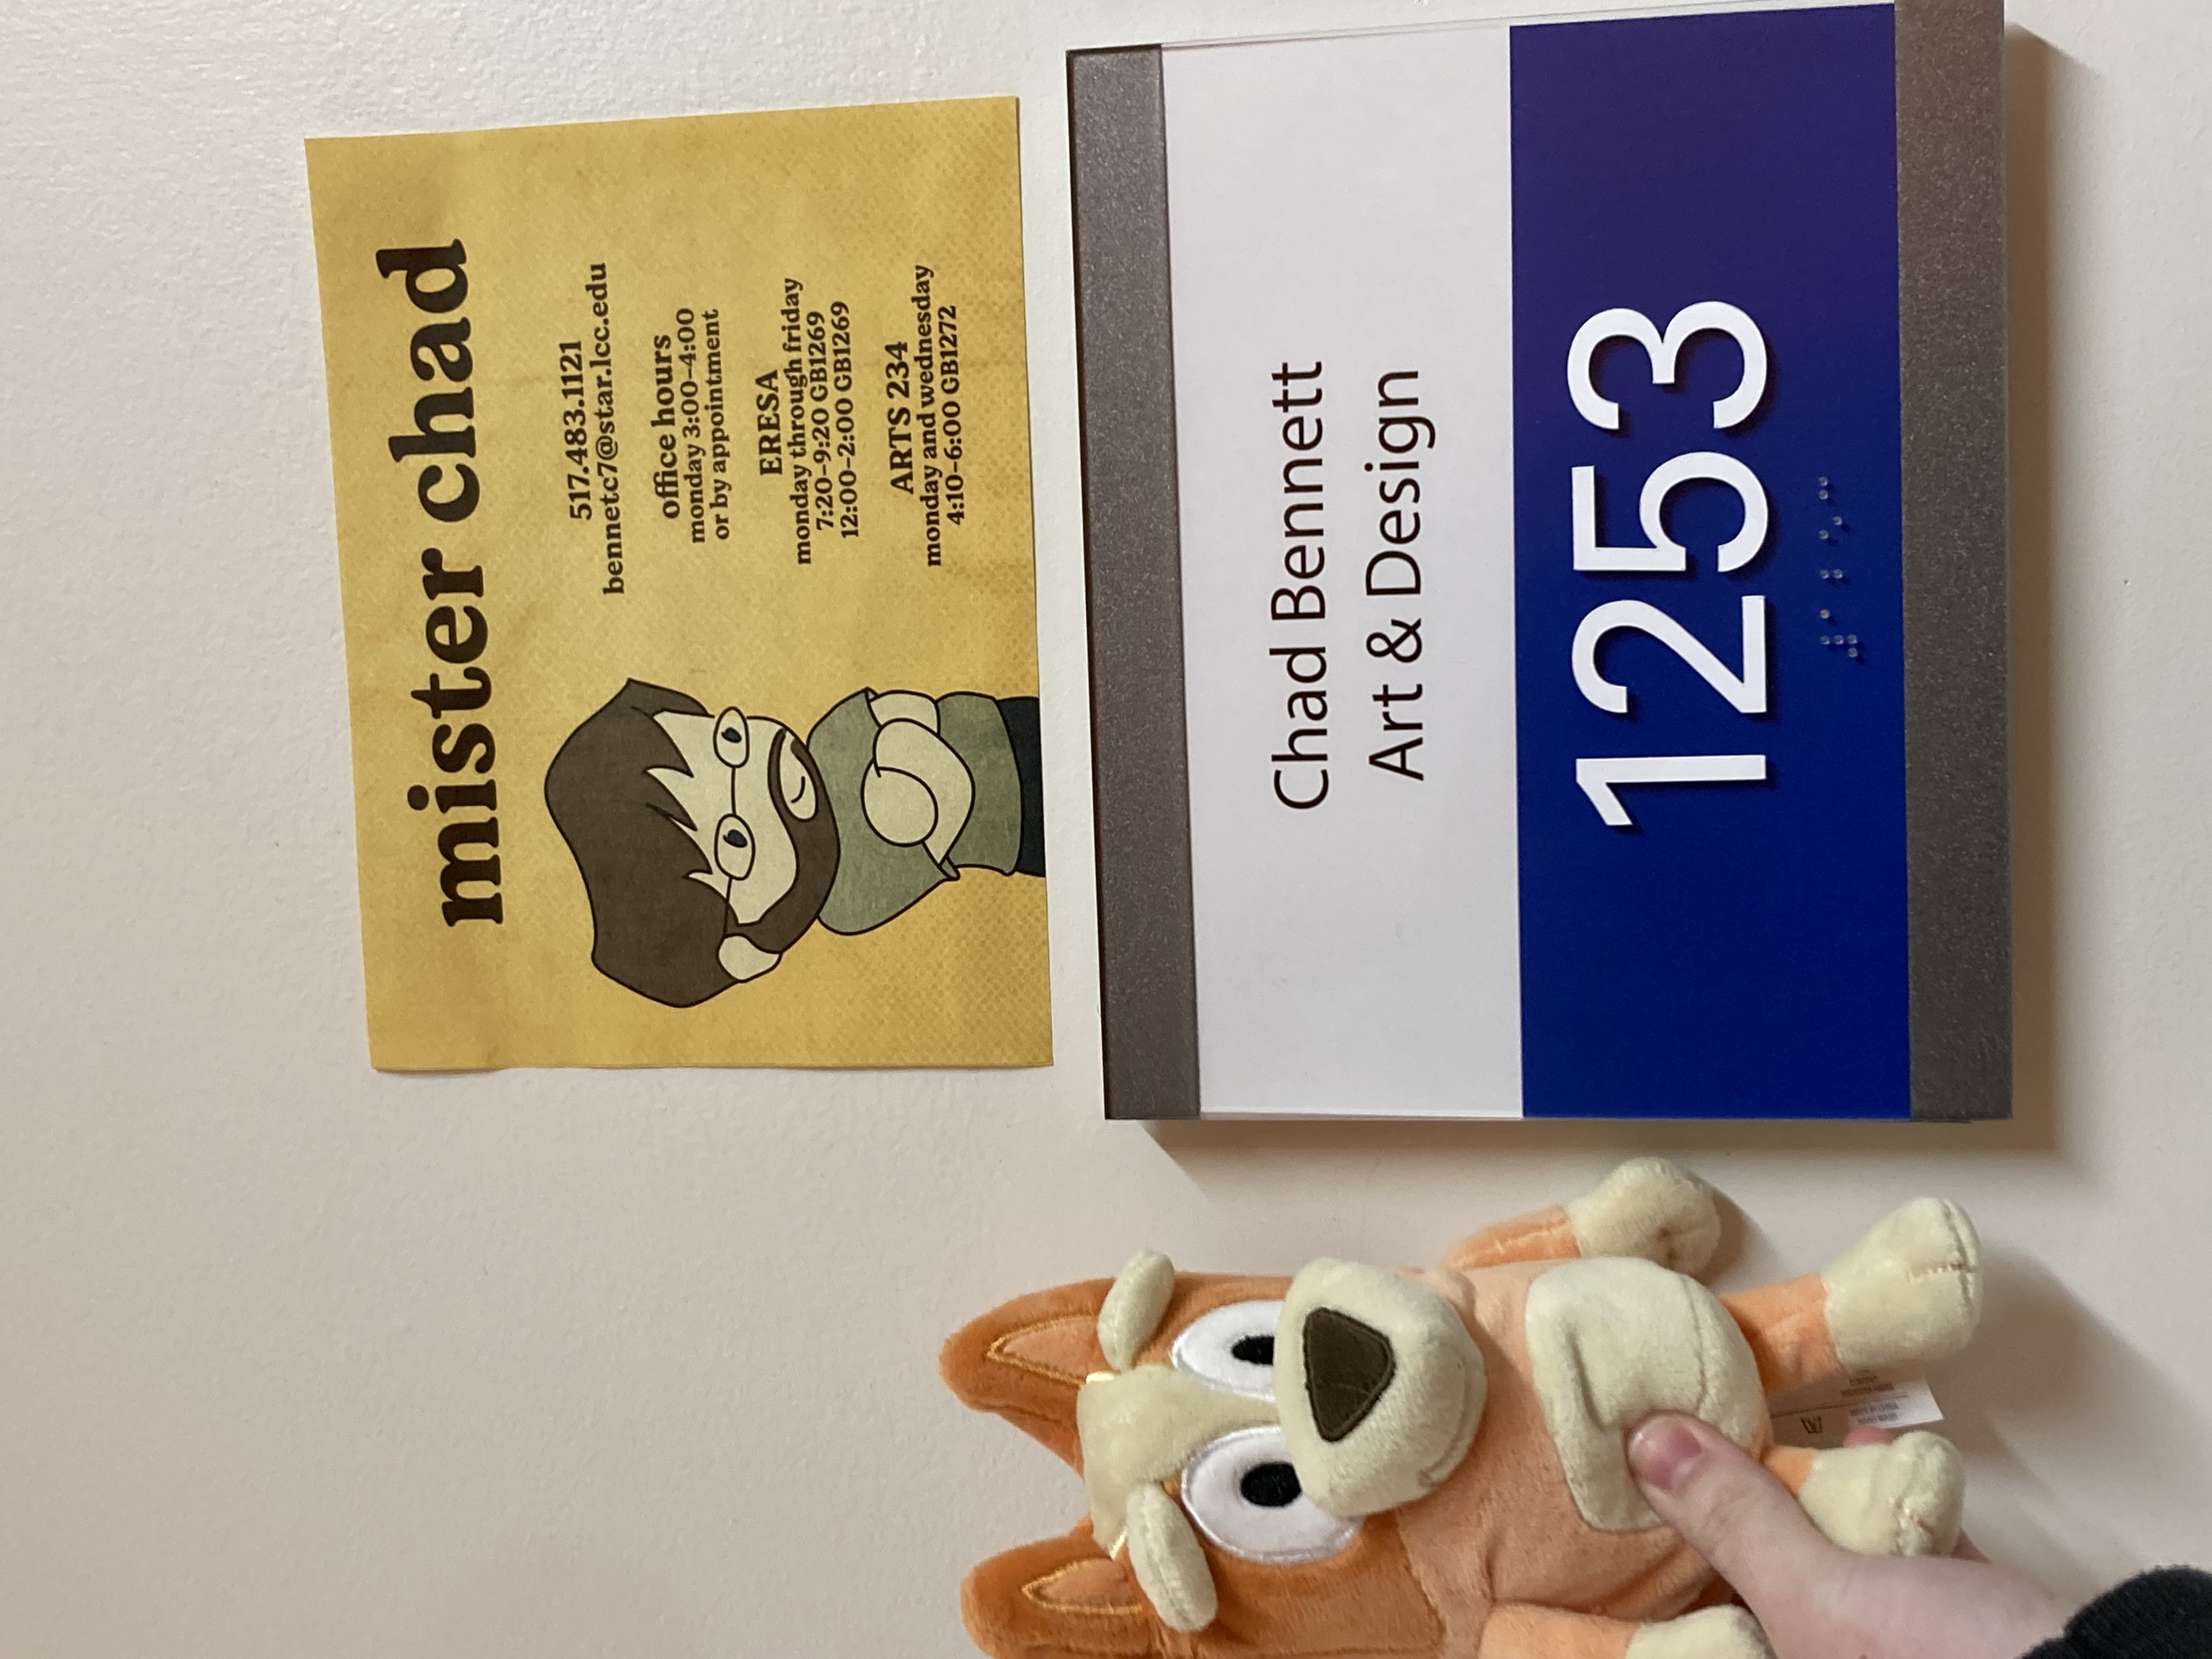 mister chad
517.483.1121
bennetc7@star.lcc.edu
office hours
monday 3:00–4:00
or by appointment
ERESA
monday through friday
7:20–9:20 GB1269
12:00–2:00 GB1269
ARTS 234
monday and wednesday
4:10–6:00 GB1272
Chad Bennett
Art & Design
1253
⠼⠁⠃⠑⠉